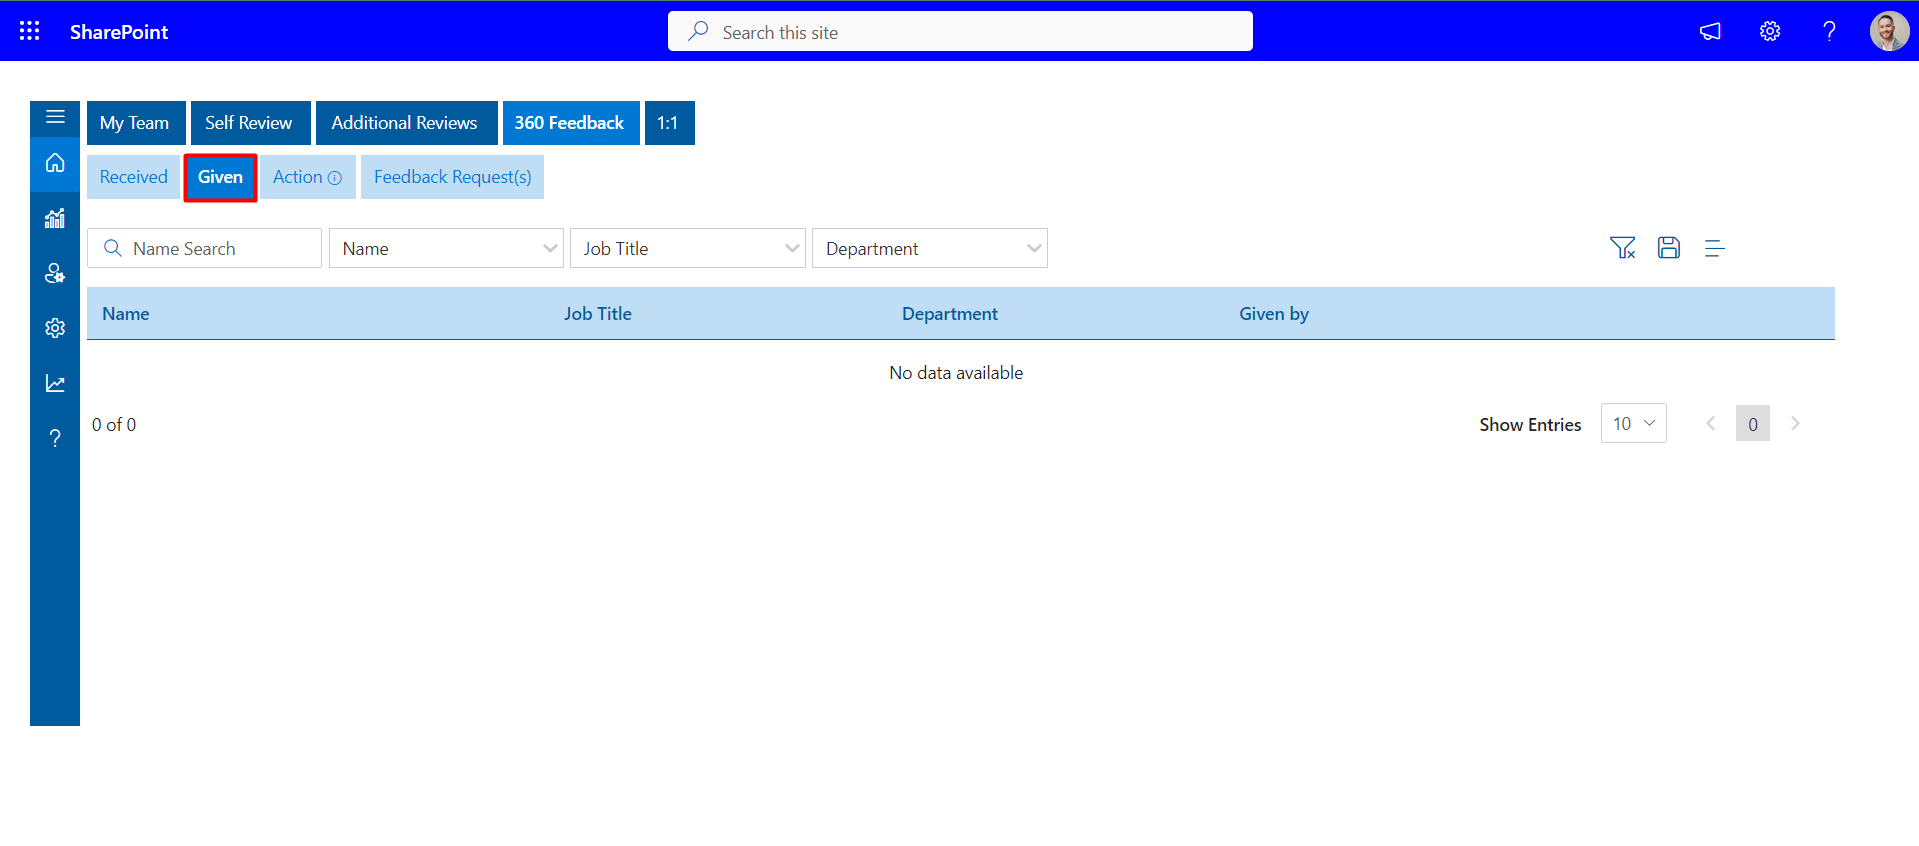 SharePoint
Search this site
My Team
Self Review
Additional Reviews
360 Feedback
1:1
Received
Given
Action
Feedback Request(s)
Name Search
Name
Job Title
Department
Name
Job Title
Department
Given by
No data available
0 of 0
Show Entries
10
0